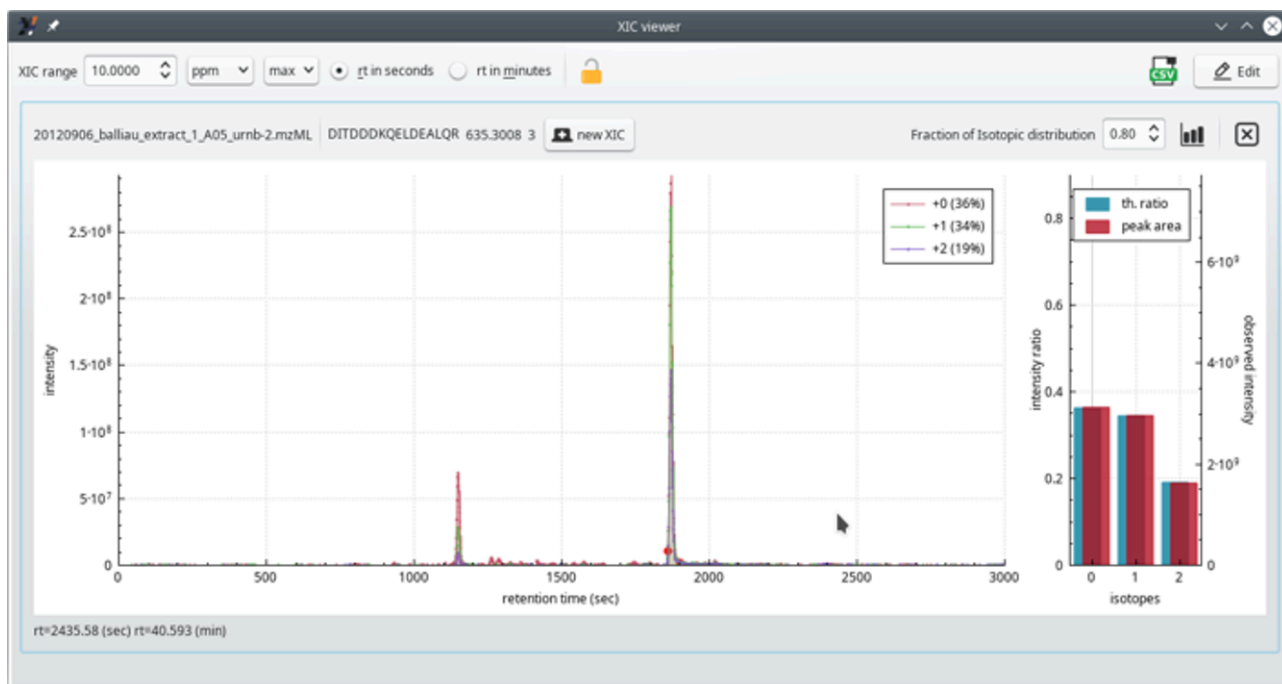 XIC viewer
XIC range 10.0000 ppm max rt in seconds rt in minutes CSV Edit
20120906_balliau_extract_1_A05_urnb-2.mzML DITDDDKQELDEALQR 635.3008 3 new XIC Fraction of Isotopic distribution 0.80
+0 (36%)
+1 (34%)
+2 (19%)
2.5·10⁸
2·10⁸
1.5·10⁸
1·10⁸
5·10⁷
0
intensity
0 500 1000 1500 2000 2500 3000
retention time (sec)
th. ratio
peak area
0.8
0.6
0.4
0.2
0
intensity ratio
6·10⁹
4·10⁹
2·10⁹
0
observed intensity
0 1 2
isotopes
rt=2435.58 (sec) rt=40.593 (min)